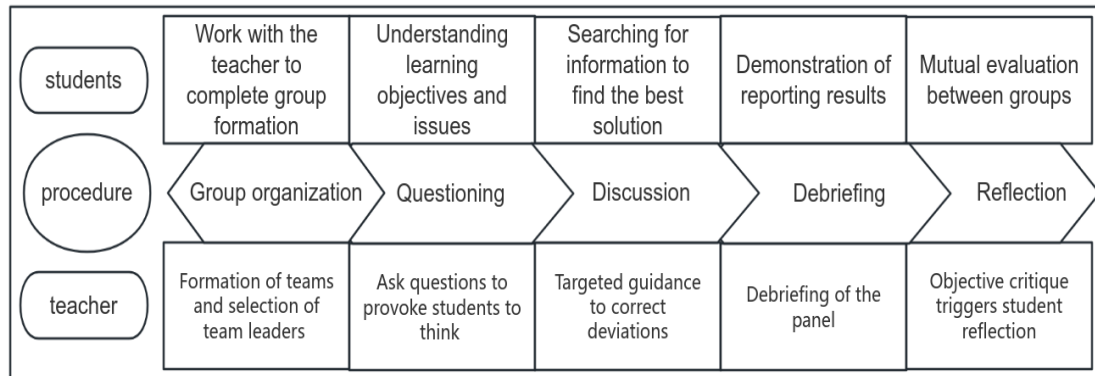 students
Work with the
teacher to
complete group
formation
Understanding
learning
objectives and
issues
Searching for
information to
find the best
solution
Demonstration of
reporting results
Mutual evaluation
between groups
procedure
Group organization
Questioning
Discussion
Debriefing
Reflection
teacher
Formation of teams
and selection of
team leaders
Ask questions to
provoke students to
think
Targeted guidance
to correct
deviations
Debriefing of the
panel
Objective critique
triggers student
reflection